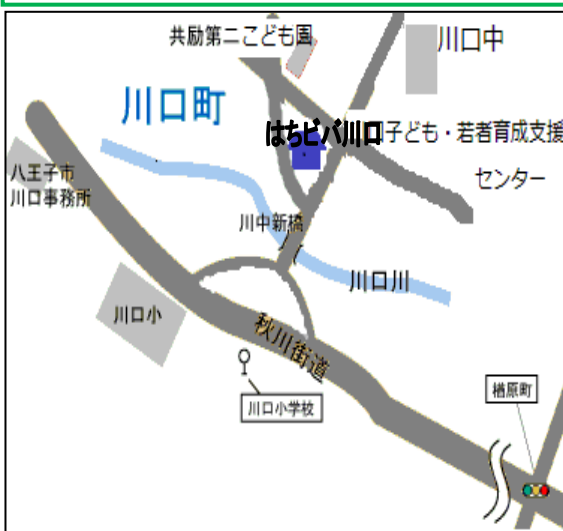 共励第二こども園
川口中
川口町
はちビバ川口
子ども・若者育成支援
センター
八王子市
川口事務所
川中新橋
川口川
川口小
秋川街道
川口小学校
楢原町